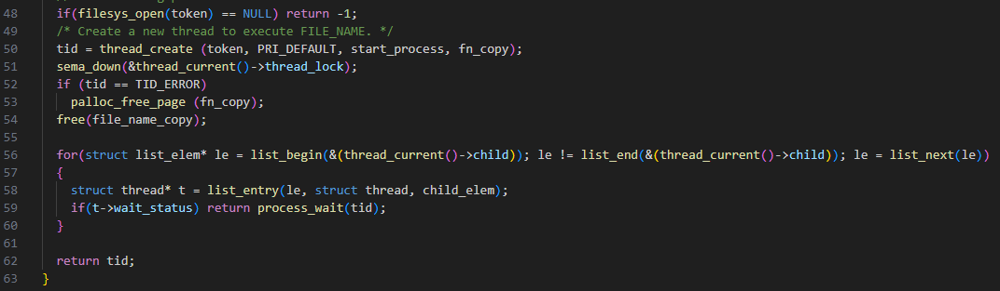 48 if(filesys_open(token) == NULL) return -1;
49 /* Create a new thread to execute FILE_NAME. */
50 tid = thread_create (token, PRI_DEFAULT, start_process, fn_copy);
51 sema_down(&thread_current()->thread_lock);
52 if (tid == TID_ERROR)
53 palloc_free_page (fn_copy);
54 free(file_name_copy);
55
56 for(struct list_elem* le = list_begin(&(thread_current()->child)); le != list_end(&(thread_current()->child)); le = list_next(le))
57 {
58 struct thread* t = list_entry(le, struct thread, child_elem);
59 if(t->wait_status) return process_wait(tid);
60 }
61
62 return tid;
63 }